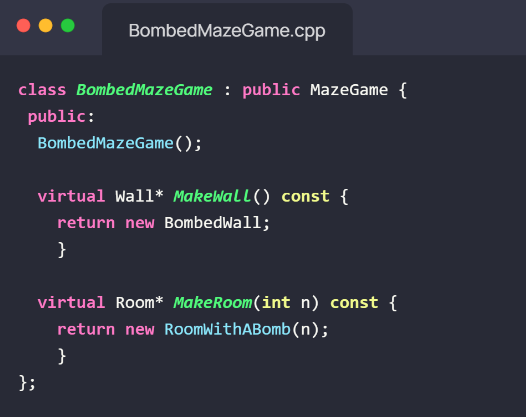 BombedMazeGame.cpp
class BombedMazeGame : public MazeGame {
 public:
  BombedMazeGame();

  virtual Wall* MakeWall() const {
    return new BombedWall;
    }

  virtual Room* MakeRoom(int n) const {
    return new RoomWithABomb(n);
    }
};